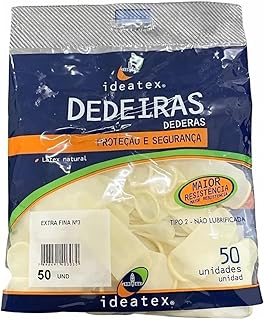 ideatex®
DEDEIRAS
DEDERAS
PROTEÇÃO E SEGURANÇA
Látex natural
MAIOR
RESISTÊNCIA
EXTRA FINA Nº3
TIPO 2 - NÃO LUBRIFICADA
50 UND
50
unidades
unidad
ideatex®